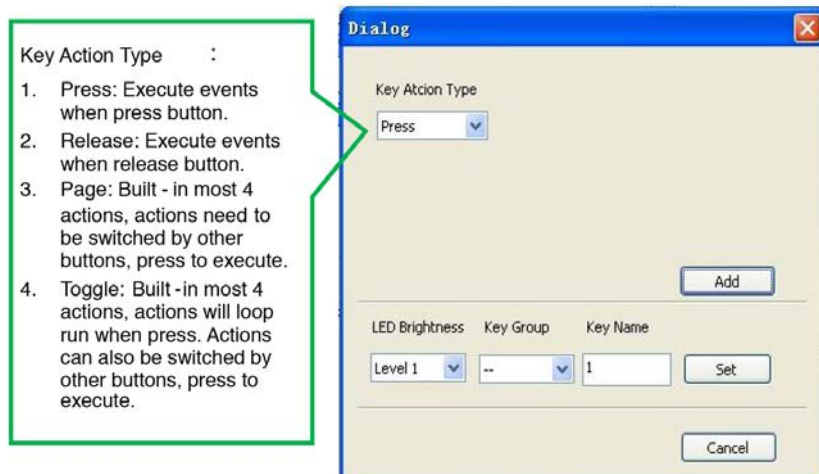 Key Action Type :
1. Press: Execute events
when press button.
2. Release: Execute events
when release button.
3. Page: Built - in most 4
actions, actions need to
be switched by other
buttons, press to execute.
4. Toggle: Built -in most 4
actions, actions will loop
run when press. Actions
can also be switched by
other buttons, press to
execute.
Dialog
Key Atcion Type
Press
Add
LED Brightness Key Group Key Name
Level 1 -- 1 Set
Cancel